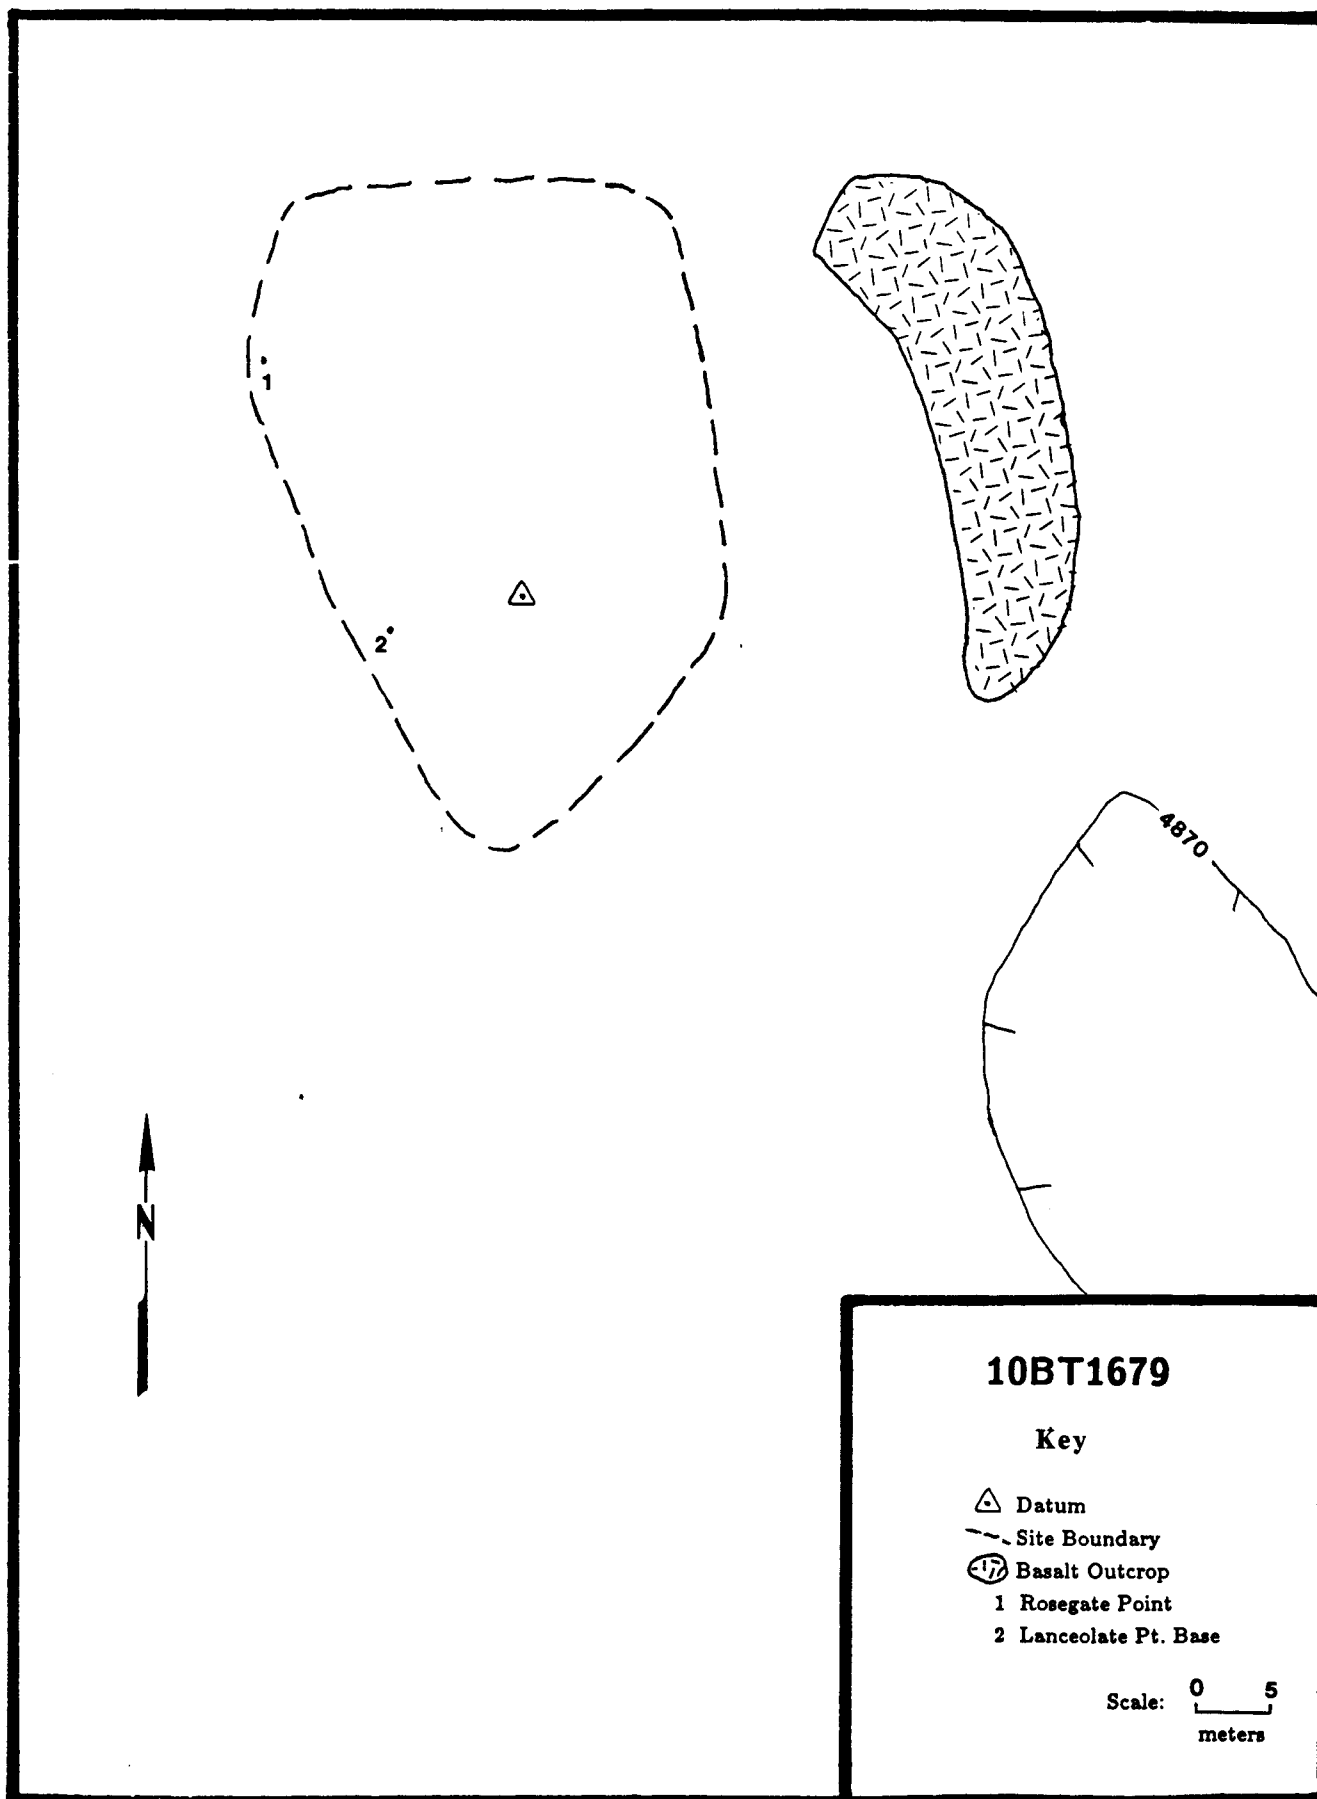 1
2
4870
N
10BT1679
Key
Datum
Site Boundary
Basalt Outcrop
1 Rosegate Point
2 Lanceolate Pt. Base
Scale: 0 5
meters